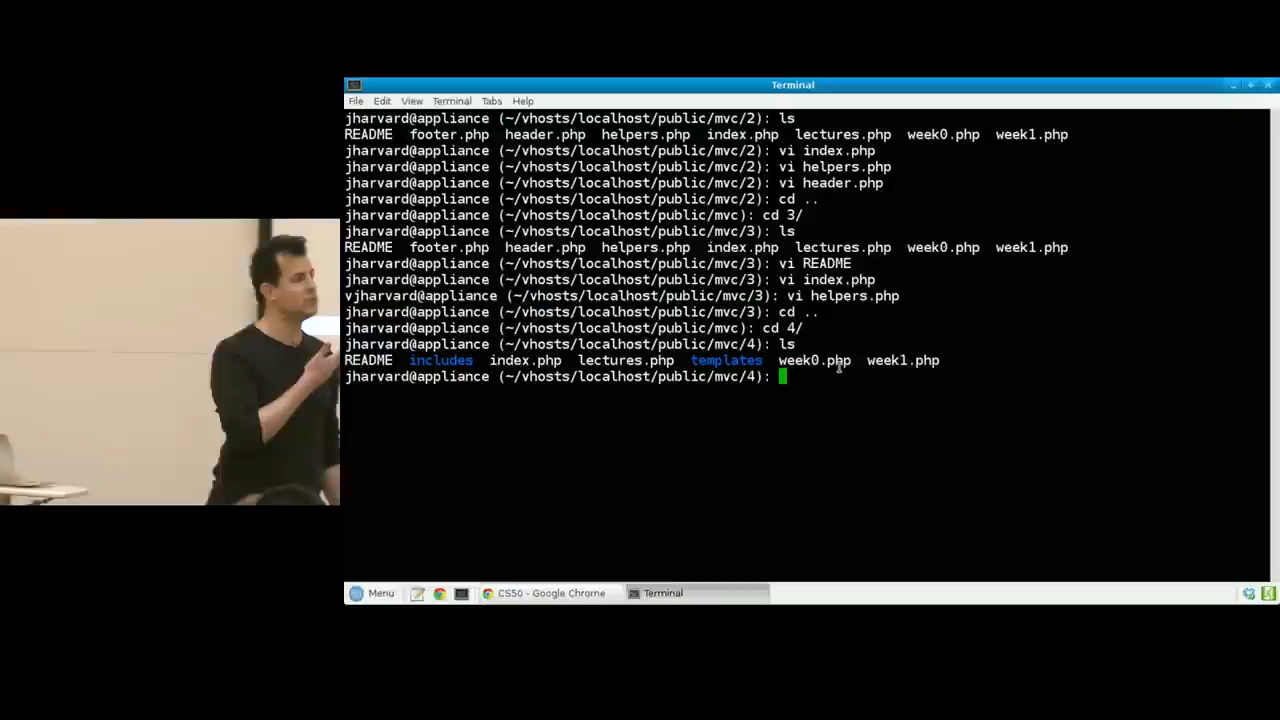 Terminal
File Edit View Terminal Tabs Help
jharvard@appliance (~/vhosts/localhost/public/mvc/2): ls
README footer.php header.php helpers.php index.php lectures.php week0.php week1.php
jharvard@appliance (~/vhosts/localhost/public/mvc/2): vi index.php
jharvard@appliance (~/vhosts/localhost/public/mvc/2): vi helpers.php
jharvard@appliance (~/vhosts/localhost/public/mvc/2): vi header.php
jharvard@appliance (~/vhosts/localhost/public/mvc/2): cd ..
jharvard@appliance (~/vhosts/localhost/public/mvc): cd 3/
jharvard@appliance (~/vhosts/localhost/public/mvc/3): ls
README footer.php header.php helpers.php index.php lectures.php week0.php week1.php
jharvard@appliance (~/vhosts/localhost/public/mvc/3): vi README
jharvard@appliance (~/vhosts/localhost/public/mvc/3): vi index.php
vjharvard@appliance (~/vhosts/localhost/public/mvc/3): vi helpers.php
jharvard@appliance (~/vhosts/localhost/public/mvc/3): cd ..
jharvard@appliance (~/vhosts/localhost/public/mvc): cd 4/
jharvard@appliance (~/vhosts/localhost/public/mvc/4): ls
README includes index.php lectures.php templates week0.php week1.php
jharvard@appliance (~/vhosts/localhost/public/mvc/4):
Menu CS50 - Google Chrome Terminal